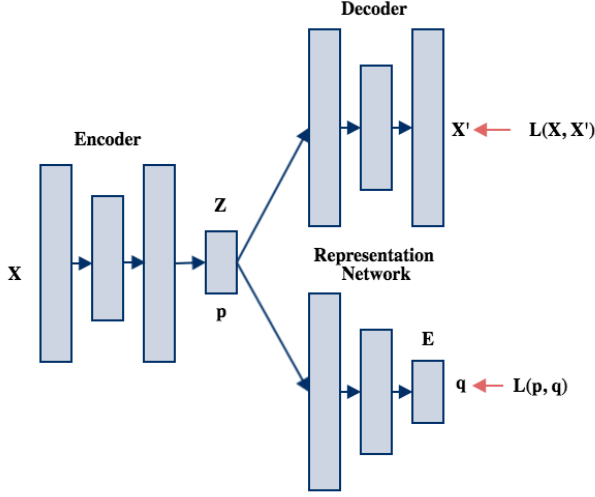 Decoder
X' L(X, X')
Encoder
Z
X
p
Representation
Network
E
q L(p, q)